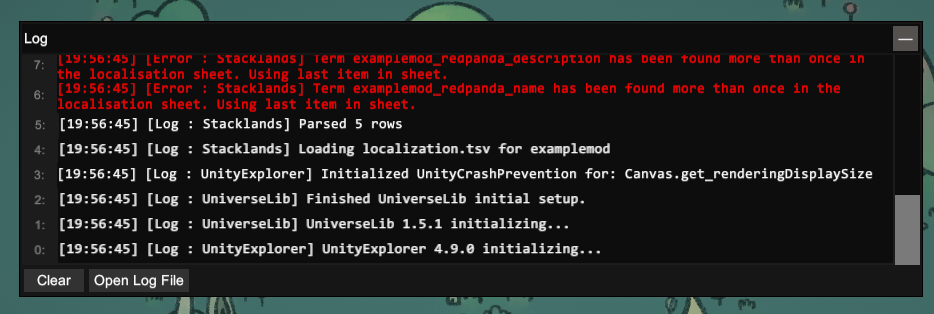 Log
—
7: [19:56:45] [Error : Stacklands] Term examplemod_redpanda_description has been found more than once in
the localisation sheet. Using last item in sheet.
6: [19:56:45] [Error : Stacklands] Term examplemod_redpanda_name has been found more than once in the
localisation sheet. Using last item in sheet.
5: [19:56:45] [Log : Stacklands] Parsed 5 rows
4: [19:56:45] [Log : Stacklands] Loading localization.tsv for examplemod
3: [19:56:45] [Log : UnityExplorer] Initialized UnityCrashPrevention for: Canvas.get_renderingDisplaySize
2: [19:56:45] [Log : UniverseLib] Finished UniverseLib initial setup.
1: [19:56:45] [Log : UniverseLib] UniverseLib 1.5.1 initializing...
0: [19:56:45] [Log : UnityExplorer] UnityExplorer 4.9.0 initializing...
Clear Open Log File